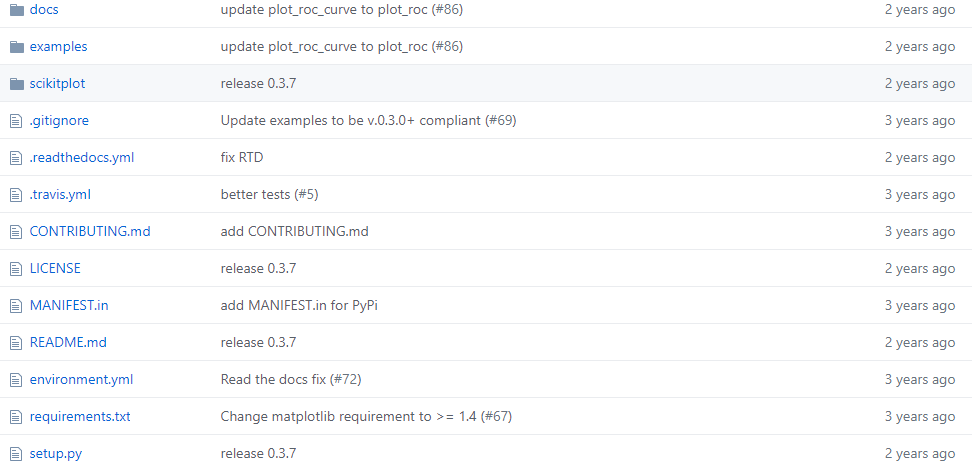 docs update plot_roc_curve to plot_roc (#86) 2 years ago
examples update plot_roc_curve to plot_roc (#86) 2 years ago
scikitplot release 0.3.7 2 years ago
.gitignore Update examples to be v.0.3.0+ compliant (#69) 3 years ago
.readthedocs.yml fix RTD 2 years ago
.travis.yml better tests (#5) 3 years ago
CONTRIBUTING.md add CONTRIBUTING.md 3 years ago
LICENSE release 0.3.7 2 years ago
MANIFEST.in add MANIFEST.in for PyPi 3 years ago
README.md release 0.3.7 2 years ago
environment.yml Read the docs fix (#72) 3 years ago
requirements.txt Change matplotlib requirement to >= 1.4 (#67) 3 years ago
setup.py release 0.3.7 2 years ago